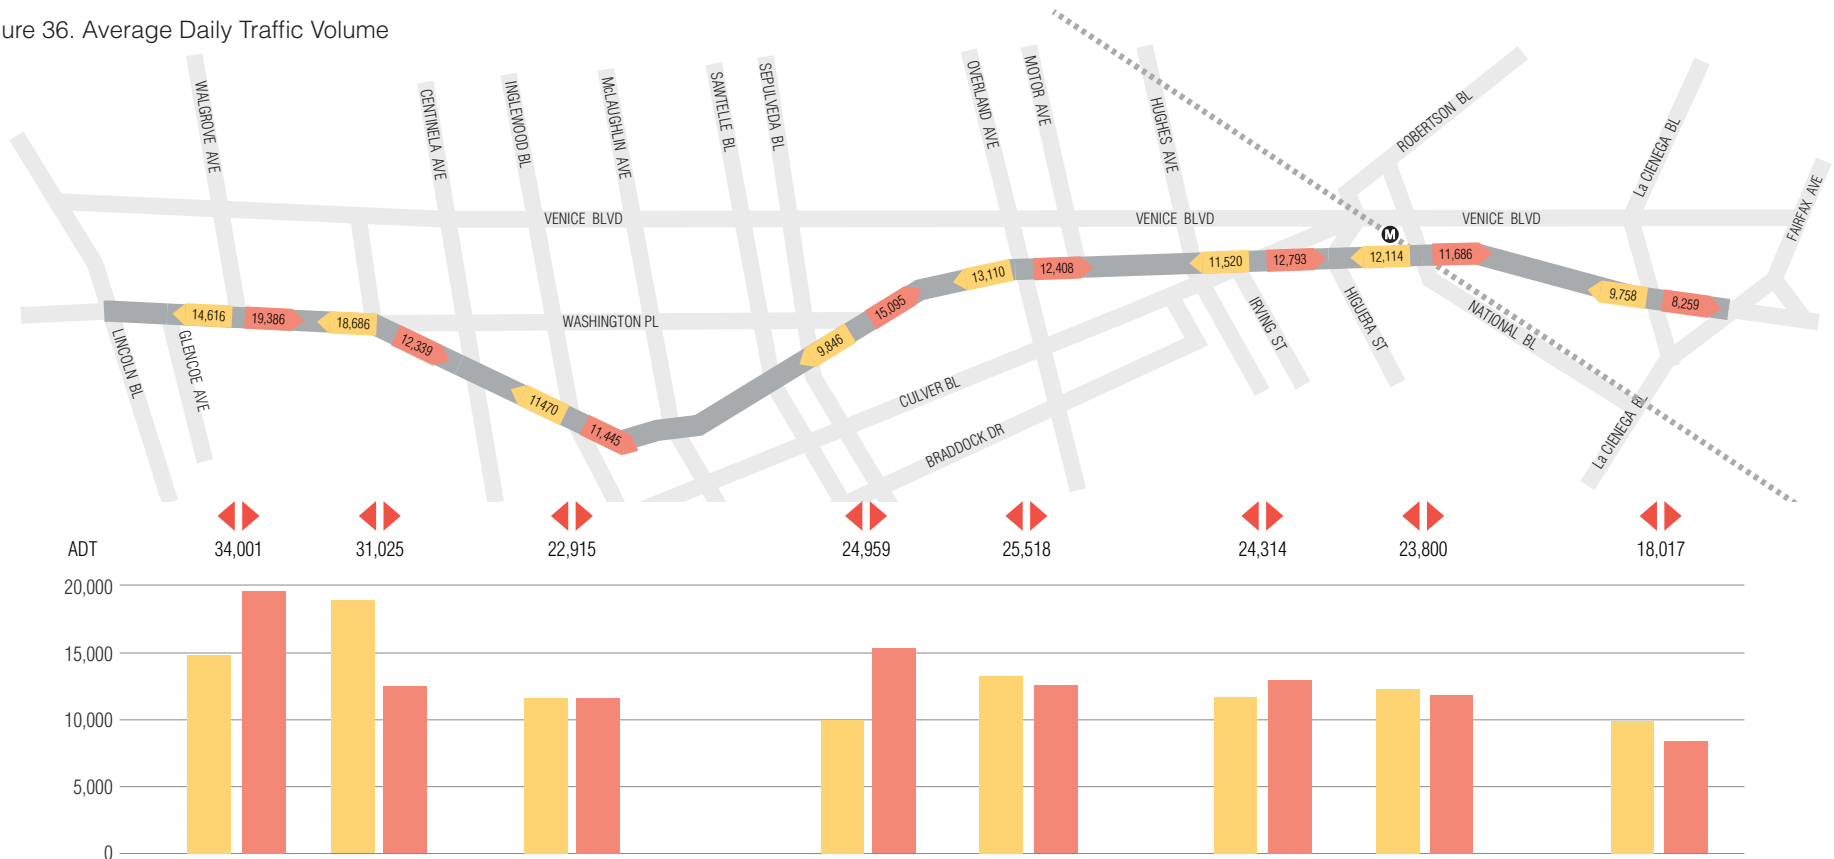 ure 36. Average Daily Traffic Volume
WALGROVE AVE
CENTINELA AVE
INGLEWOOD BL
McLAUGHLIN AVE
SAWTELLE BL
SEPULVEDA BL
OVERLAND AVE
MOTOR AVE
HUGHES AVE
ROBERTSON BL
La CIENEGA BL
FAIRFAX AVE
VENICE BLVD
VENICE BLVD
VENICE BLVD
M
14,616
19,386
18,686
12,339
11470
11,445
9,846
15,095
13,110
12,408
11,520
12,793
12,114
11,686
9,758
8,259
WASHINGTON PL
LINCOLN BL
GLENCOE AVE
CULVER BL
BRADDOCK DR
IRVING ST
HIGUERA ST
NATIONAL BL
La CIENEGA BL
ADT 34,001 31,025 22,915 24,959 25,518 24,314 23,800 18,017
20,000
15,000
10,000
5,000
0